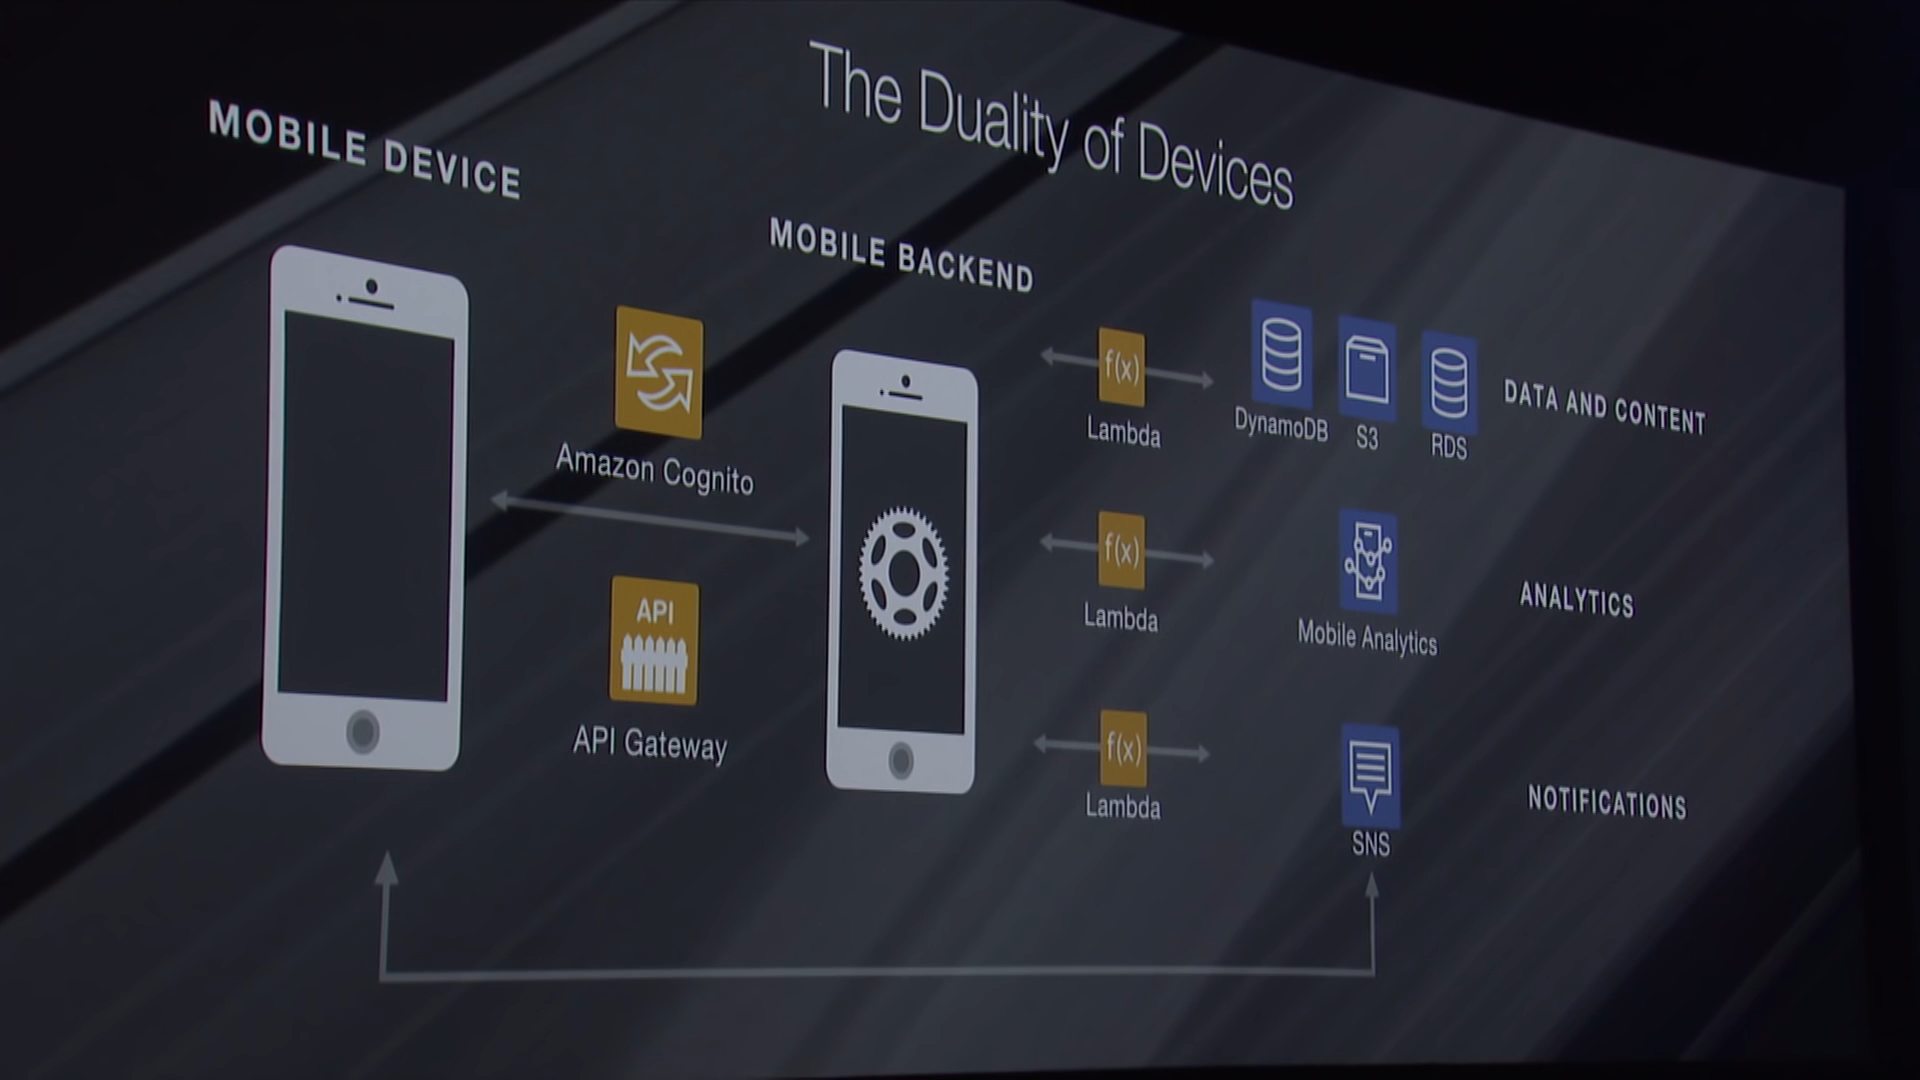 The Duality of Devices
MOBILE DEVICE
MOBILE BACKEND
Amazon Cognito
API
API Gateway
f(x)
Lambda
DynamoDB
S3
RDS
DATA AND CONTENT
f(x)
Lambda
Mobile Analytics
ANALYTICS
f(x)
Lambda
SNS
NOTIFICATIONS